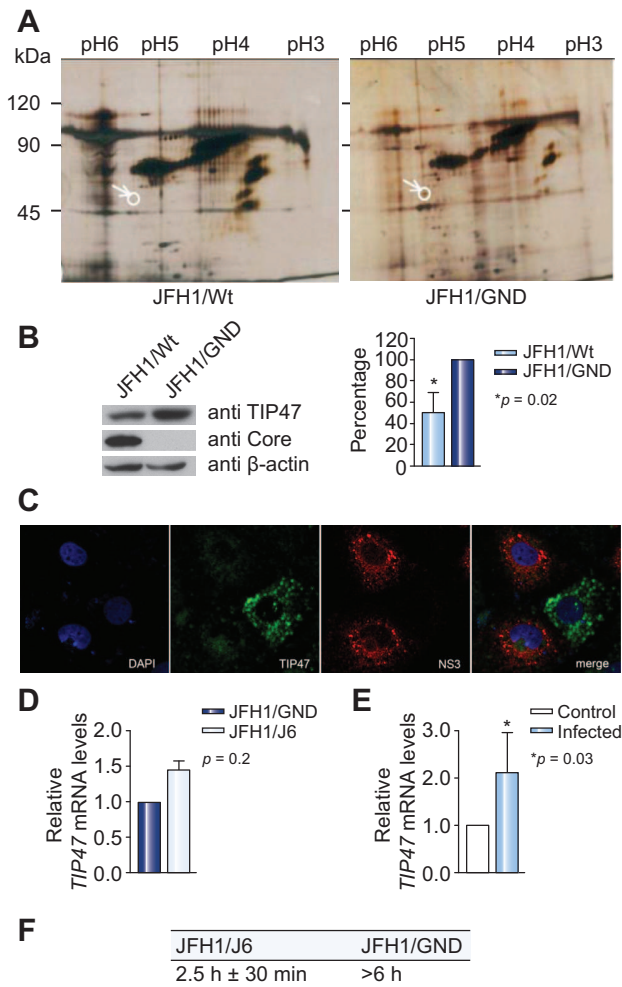 A
kDa
pH6 pH5 pH4 pH3
pH6 pH5 pH4 pH3
120
90
45
JFH1/Wt
JFH1/GND
B
JFH1/Wt
JFH1/GND
anti TIP47
anti Core
anti β-actin
Percentage
120
100
80
60
40
20
0
*
JFH1/Wt
JFH1/GND
*p = 0.02
C
DAPI
TIP47
NS3
merge
D
Relative
TIP47 mRNA levels
2.0
1.5
1.0
0.5
0.0
JFH1/GND
JFH1/J6
p = 0.2
E
Relative
TIP47 mRNA levels
3.0
2.0
1.0
0.0
*
Control
Infected
*p = 0.03
F
JFH1/J6 JFH1/GND
2.5 h ± 30 min >6 h